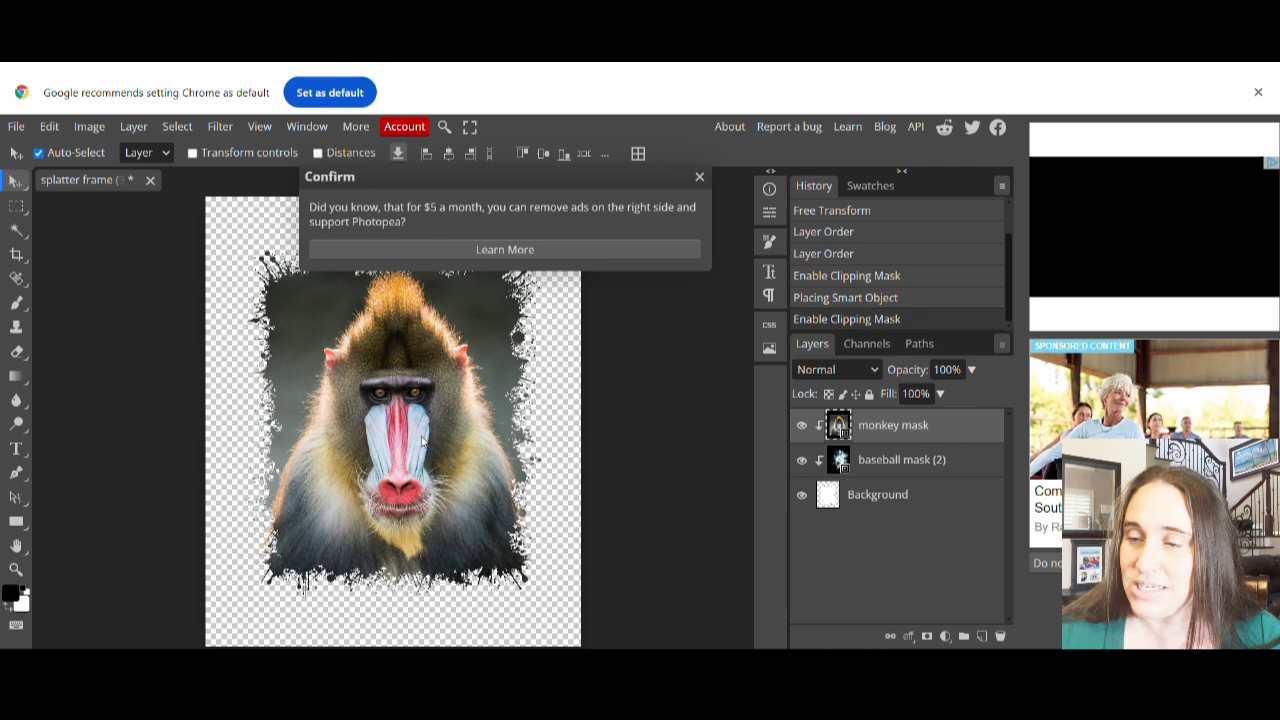 Google recommends setting Chrome as default
Set as default
File Edit Image Layer Select Filter View Window More Account
About Report a bug Learn Blog API
Auto-Select Layer Transform controls Distances
splatter frame ( *
Confirm
Did you know, that for $5 a month, you can remove ads on the right side and
support Photopea?
Learn More
History Swatches
Free Transform
Layer Order
Layer Order
Enable Clipping Mask
Placing Smart Object
Enable Clipping Mask
CSS
Layers Channels Paths
Normal Opacity: 100%
Lock: Fill: 100%
monkey mask
baseball mask (2)
Background
eff
SPONSORED CONTENT
Com
Sout
By Ra
Do no